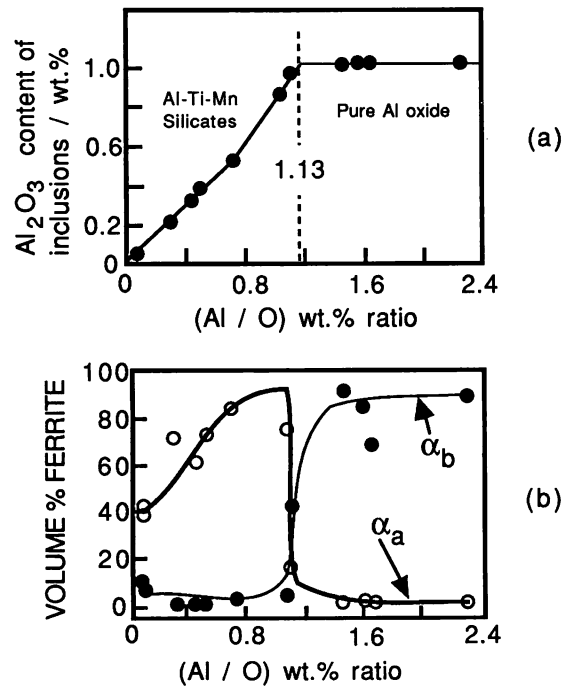 Al2O3 content of
inclusions / wt.%
1.0
0.6
0.2
0
Al-Ti-Mn
Silicates
Pure Al oxide
1.13
(a)
0 0.8 1.6 2.4
(Al / O) wt.% ratio
VOLUME % FERRITE
100
80
60
40
20
0
αb
αa
(b)
0 0.8 1.6 2.4
(Al / O) wt.% ratio